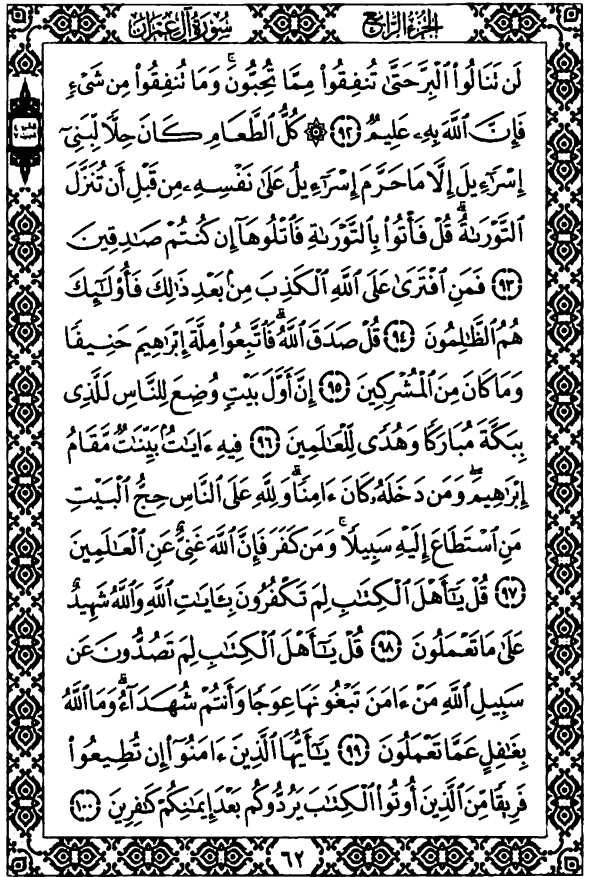 سُورَةُ آلِ عِمْرَان
الجُزْءُ الرَّابِعُ
لَن تَنَالُوا۟ ٱلْبِرَّ حَتَّىٰ تُنفِقُوا۟ مِمَّا تُحِبُّونَ ۚ وَمَا تُنفِقُوا۟ مِن شَىْءٍ
فَإِنَّ ٱللَّهَ بِهِۦ عَلِيمٌ ﴿٩٢﴾ ۞ كُلُّ ٱلطَّعَامِ كَانَ حِلًّا لِّبَنِىٓ
إِسْرَٰٓءِيلَ إِلَّا مَا حَرَّمَ إِسْرَٰٓءِيلُ عَلَىٰ نَفْسِهِۦ مِن قَبْلِ أَن تُنَزَّلَ
ٱلتَّوْرَىٰةُ ۗ قُلْ فَأْتُوا۟ بِٱلتَّوْرَىٰةِ فَٱتْلُوهَآ إِن كُنتُمْ صَـٰدِقِينَ
﴿٩٣﴾ فَمَنِ ٱفْتَرَىٰ عَلَى ٱللَّهِ ٱلْكَذِبَ مِنۢ بَعْدِ ذَٰلِكَ فَأُو۟لَـٰٓئِكَ
هُمُ ٱلظَّـٰلِمُونَ ﴿٩٤﴾ قُلْ صَدَقَ ٱللَّهُ ۗ فَٱتَّبِعُوا۟ مِلَّةَ إِبْرَٰهِيمَ حَنِيفًا
وَمَا كَانَ مِنَ ٱلْمُشْرِكِينَ ﴿٩٥﴾ إِنَّ أَوَّلَ بَيْتٍ وُضِعَ لِلنَّاسِ لَلَّذِى
بِبَكَّةَ مُبَارَكًا وَهُدًى لِّلْعَـٰلَمِينَ ﴿٩٦﴾ فِيهِ ءَايَـٰتٌۢ بَيِّنَـٰتٌ مَّقَامُ
إِبْرَٰهِيمَ ۖ وَمَن دَخَلَهُۥ كَانَ ءَامِنًا ۗ وَلِلَّهِ عَلَى ٱلنَّاسِ حِجُّ ٱلْبَيْتِ
مَنِ ٱسْتَطَاعَ إِلَيْهِ سَبِيلًا ۚ وَمَن كَفَرَ فَإِنَّ ٱللَّهَ غَنِىٌّ عَنِ ٱلْعَـٰلَمِينَ
﴿٩٧﴾ قُلْ يَـٰٓأَهْلَ ٱلْكِتَـٰبِ لِمَ تَكْفُرُونَ بِـَٔايَـٰتِ ٱللَّهِ وَٱللَّهُ شَهِيدٌ
عَلَىٰ مَا تَعْمَلُونَ ﴿٩٨﴾ قُلْ يَـٰٓأَهْلَ ٱلْكِتَـٰبِ لِمَ تَصُدُّونَ عَن
سَبِيلِ ٱللَّهِ مَنْ ءَامَنَ تَبْغُونَهَا عِوَجًا وَأَنتُمْ شُهَدَآءُ ۗ وَمَا ٱللَّهُ
بِغَـٰفِلٍ عَمَّا تَعْمَلُونَ ﴿٩٩﴾ يَـٰٓأَيُّهَا ٱلَّذِينَ ءَامَنُوٓا۟ إِن تُطِيعُوا۟
فَرِيقًا مِّنَ ٱلَّذِينَ أُوتُوا۟ ٱلْكِتَـٰبَ يَرُدُّوكُم بَعْدَ إِيمَـٰنِكُمْ كَـٰفِرِينَ ﴿١٠٠﴾
٦٢